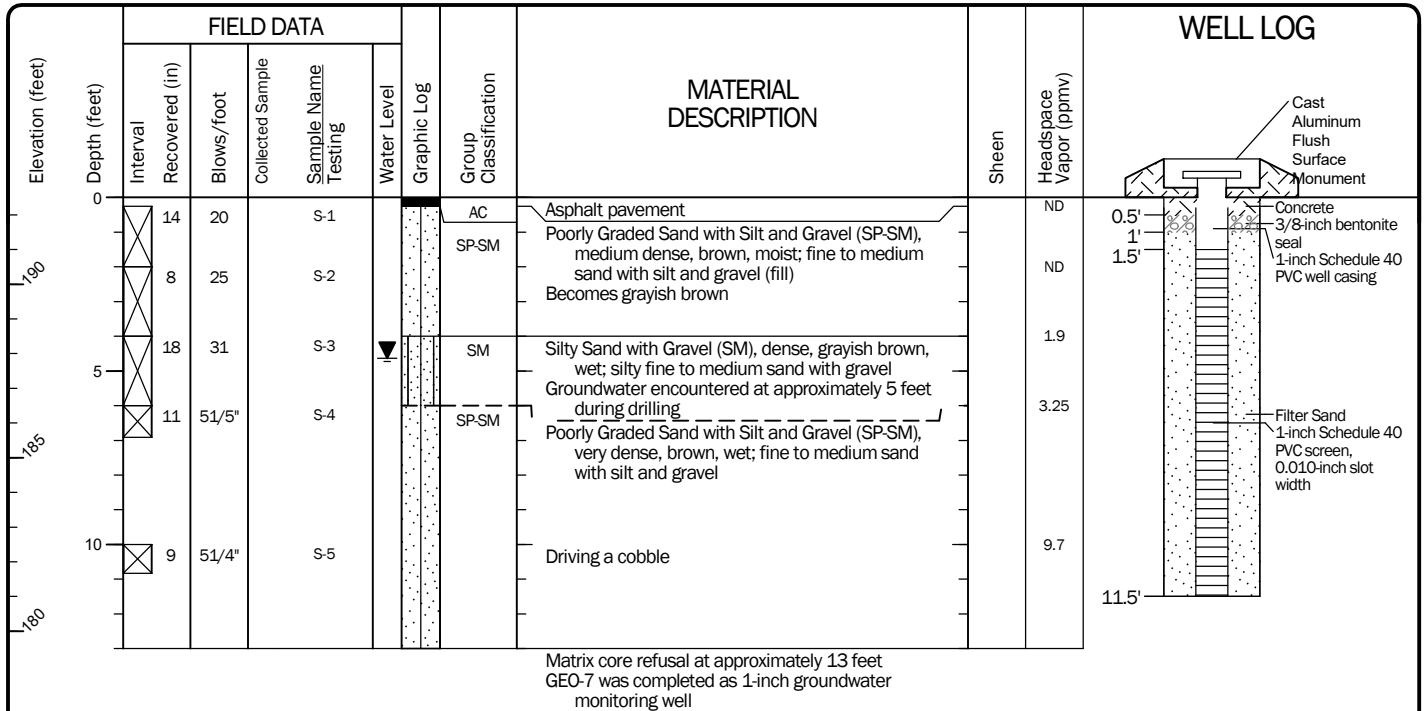 FIELD DATA
WELL LOG
Elevation (feet)
Depth (feet)
Interval
Recovered (in)
Blows/foot
Collected Sample
Sample Name
Testing
Water Level
Graphic Log
Group
Classification
MATERIAL
DESCRIPTION
Sheen
Headspace
Vapor (ppmv)
Cast
Aluminum
Flush
Surface
Monument
0
14 20 S-1 AC Asphalt pavement ND
SP-SM Poorly Graded Sand with Silt and Gravel (SP-SM),
medium dense, brown, moist; fine to medium
sand with silt and gravel (fill)
190
8 25 S-2 ND
Becomes grayish brown
18 31 S-3 SM 1.9
Silty Sand with Gravel (SM), dense, grayish brown,
wet; silty fine to medium sand with gravel
5
Groundwater encountered at approximately 5 feet
during drilling
11 51/5" S-4 SP-SM 3.25
Poorly Graded Sand with Silt and Gravel (SP-SM),
very dense, brown, wet; fine to medium sand
with silt and gravel
185
10
9 51/4" S-5 Driving a cobble 9.7
180
Matrix core refusal at approximately 13 feet
GEO-7 was completed as 1-inch groundwater
monitoring well
0.5'
1'
1.5'
11.5'
Concrete
3/8-inch bentonite
seal
1-inch Schedule 40
PVC well casing
Filter Sand
1-inch Schedule 40
PVC screen,
0.010-inch slot
width